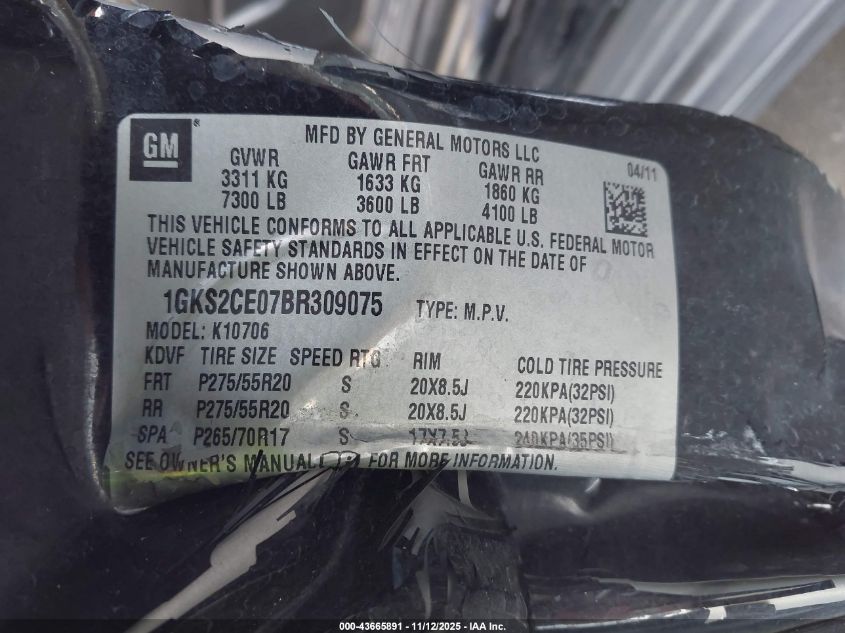 GM
MFD BY GENERAL MOTORS LLC
04/11
GVWR GAWR FRT GAWR RR
3311 KG 1633 KG 1860 KG
7300 LB 3600 LB 4100 LB
THIS VEHICLE CONFORMS TO ALL APPLICABLE U.S. FEDERAL MOTOR
VEHICLE SAFETY STANDARDS IN EFFECT ON THE DATE OF
MANUFACTURE SHOWN ABOVE.
1GKS2CE07BR309075 TYPE: M.P.V.
MODEL: K10706
KDVF TIRE SIZE SPEED RTG RIM COLD TIRE PRESSURE
FRT P275/55R20 S 20X8.5J 220KPA(32PSI)
RR P275/55R20 S 20X8.5J 220KPA(32PSI)
SPA P265/70R17 S 17X7.5J 240KPA(35PSI)
SEE OWNER'S MANUAL FOR MORE INFORMATION.
000-43665891 - 11/12/2025 - IAA Inc.